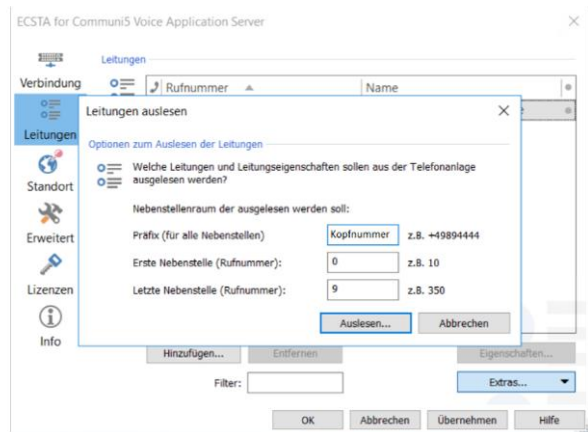 ECSTA for Communi5 Voice Application Server
Leitungen
Verbindung
Rufnummer
Name
Leitungen auslesen
Leitungen
Optionen zum Auslesen der Leitungen
Welche Leitungen und Leitungseigenschaften sollen aus der Telefonanlage
ausgelesen werden?
Standort
Nebenstellenraum der ausgelesen werden soll:
Erweitert
Präfix (für alle Nebenstellen)
Kopfnummer
z.B. +49894444
Erste Nebenstelle (Rufnummer):
0
z.B. 10
Lizenzen
Letzte Nebenstelle (Rufnummer):
9
z.B. 350
Auslesen...
Abbrechen
Info
Hinzufügen...
Entfernen
Eigenschaften...
Filter:
Extras...
OK
Abbrechen
Übernehmen
Hilfe